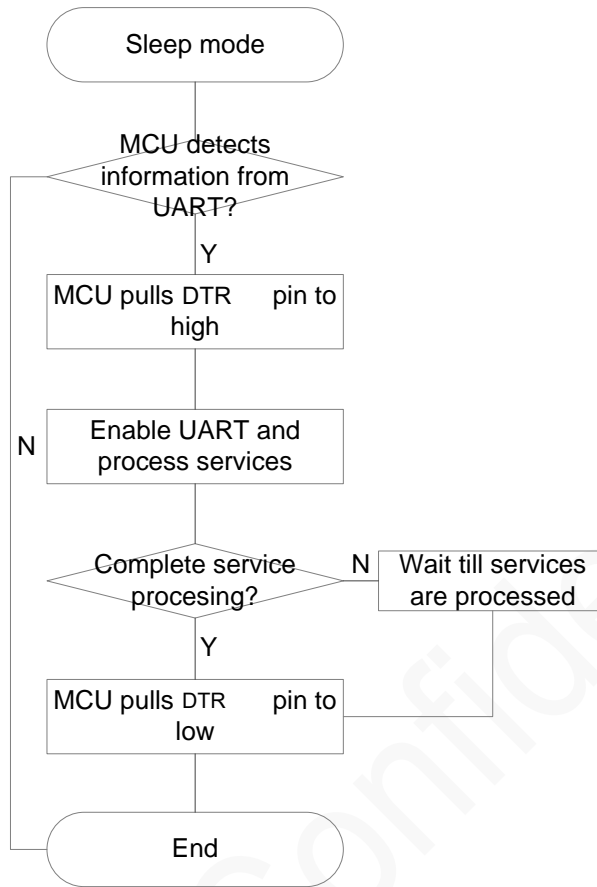 Sleep mode
MCU detects
information from
UART?
Y
MCU pulls DTR pin to
high
N
Enable UART and
process services
Complete service
procesing?
N
Wait till services
are processed
Y
MCU pulls DTR pin to
low
End